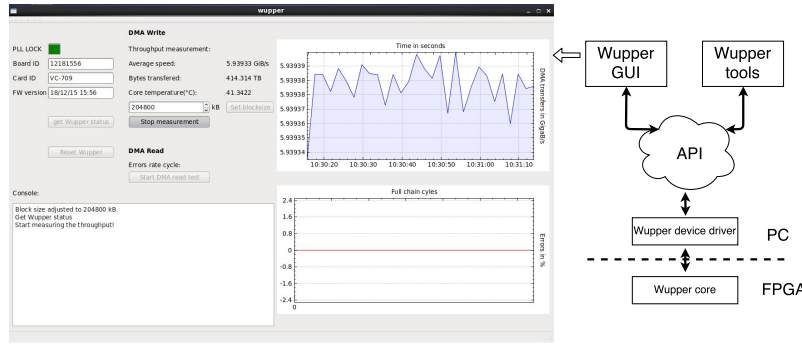 wupper
DMA Write
PLL LOCK
Throughput measurement:
Board ID 12181556
Average speed: 5.93933 GiB/s
Card ID VC-709
Bytes transfered: 414.314 TB
FW version 18/12/15 15:56
Core temperature(°C): 41.3422
204800 kB Set blocksize
get Wupper status
Stop measurement
Reset Wupper
DMA Read
Errors rate cycle:
Start DMA read test
Console:
Block size adjusted to 204800 kB.
Get Wupper status
Start measuring the throughput!
Time in seconds
5.93939
5.93938
5.93937
5.93936
5.93935
5.93934
10:30:20 10:30:30 10:30:40 10:30:50 10:31:00 10:31:10
DMA transfers in GigaB/s
Full chain cyles
2.4
1.6
0.8
0
-0.8
-1.6
-2.4
0
Errors in %
Wupper
GUI
Wupper
tools
API
Wupper device driver
PC
Wupper core
FPGA